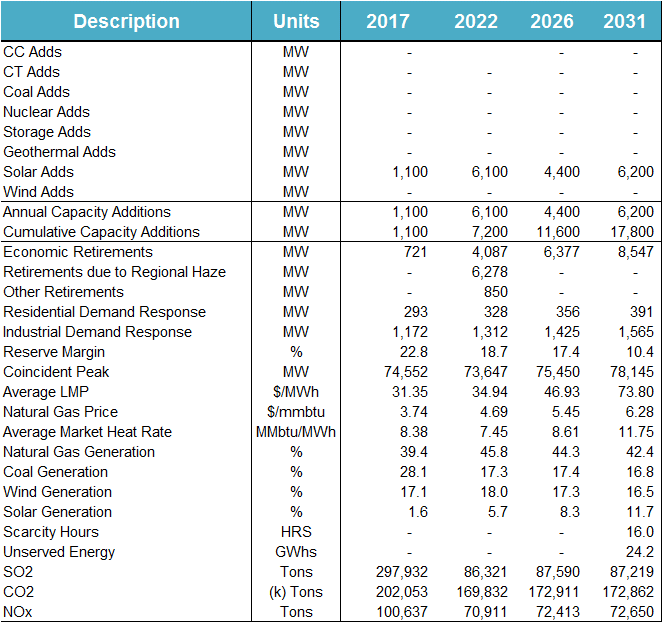 Description Units 2017 2022 2026 2031
CC Adds MW - - - -
CT Adds MW - - - -
Coal Adds MW - - - -
Nuclear Adds MW - - - -
Storage Adds MW - - - -
Geothermal Adds MW - - - -
Solar Adds MW 1,100 6,100 4,400 6,200
Wind Adds MW - - - -
Annual Capacity Additions MW 1,100 6,100 4,400 6,200
Cumulative Capacity Additions MW 1,100 7,200 11,600 17,800
Economic Retirements MW 721 4,087 6,377 8,547
Retirements due to Regional Haze MW - 6,278 - -
Other Retirements MW 850 - -
Residential Demand Response MW 293 328 356 391
Industrial Demand Response MW 1,172 1,312 1,425 1,565
Reserve Margin % 22.8 18.7 17.4 10.4
Coincident Peak MW 74,552 73,647 75,450 78,145
Average LMP $/MWh 31.35 34.94 46.93 73.80
Natural Gas Price $/mmbtu 3.74 4.69 5.45 6.28
Average Market Heat Rate MMbtu/MWh 8.38 7.45 8.61 11.75
Natural Gas Generation % 39.4 45.8 44.3 42.4
Coal Generation % 28.1 17.3 17.4 16.8
Wind Generation % 17.1 18.0 17.3 16.5
Solar Generation % 1.6 5.7 8.3 11.7
Scarcity Hours HRS - - - 16.0
Unserved Energy GWhs - - - 24.2
SO2 Tons 297,932 86,321 87,590 87,219
CO2 (k) Tons 202,053 169,832 172,911 172,862
NOx Tons 100,637 70,911 72,413 72,650